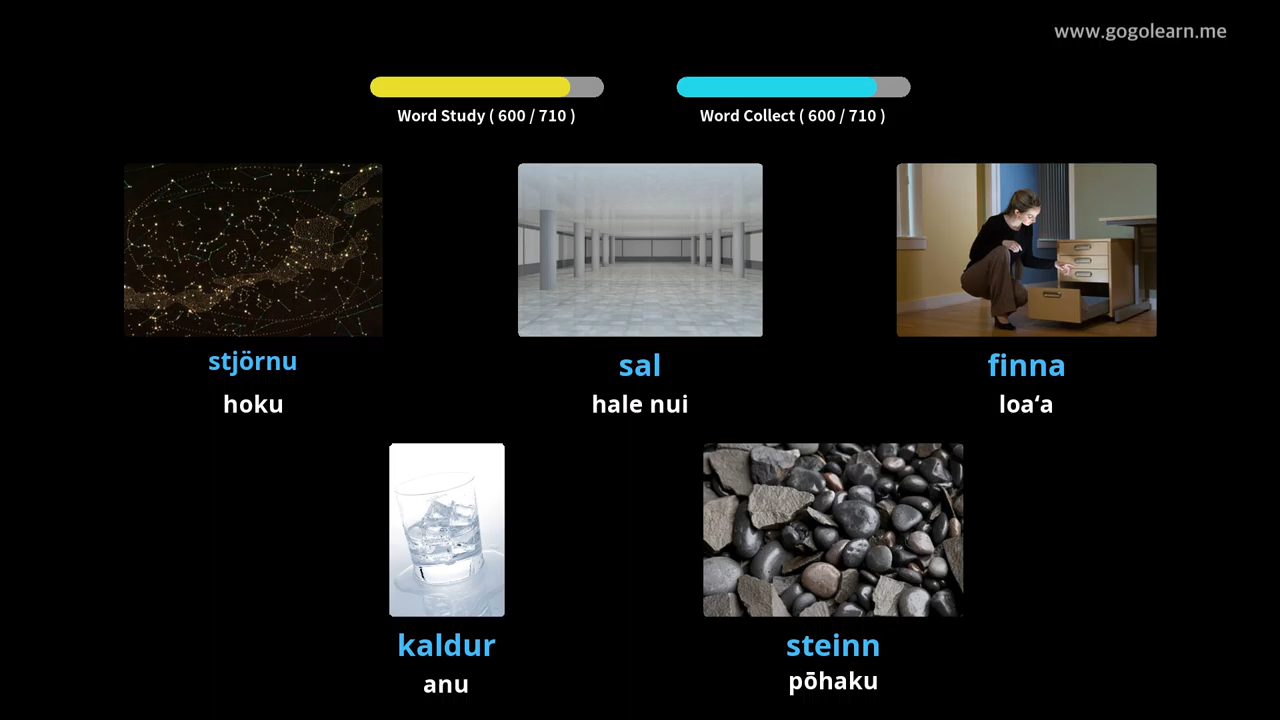 www.gogolearn.me
Word Study ( 600 / 710 )
Word Collect ( 600 / 710 )
stjörnu
hoku
sal
hale nui
finna
loaʻa
kaldur
anu
steinn
pōhaku